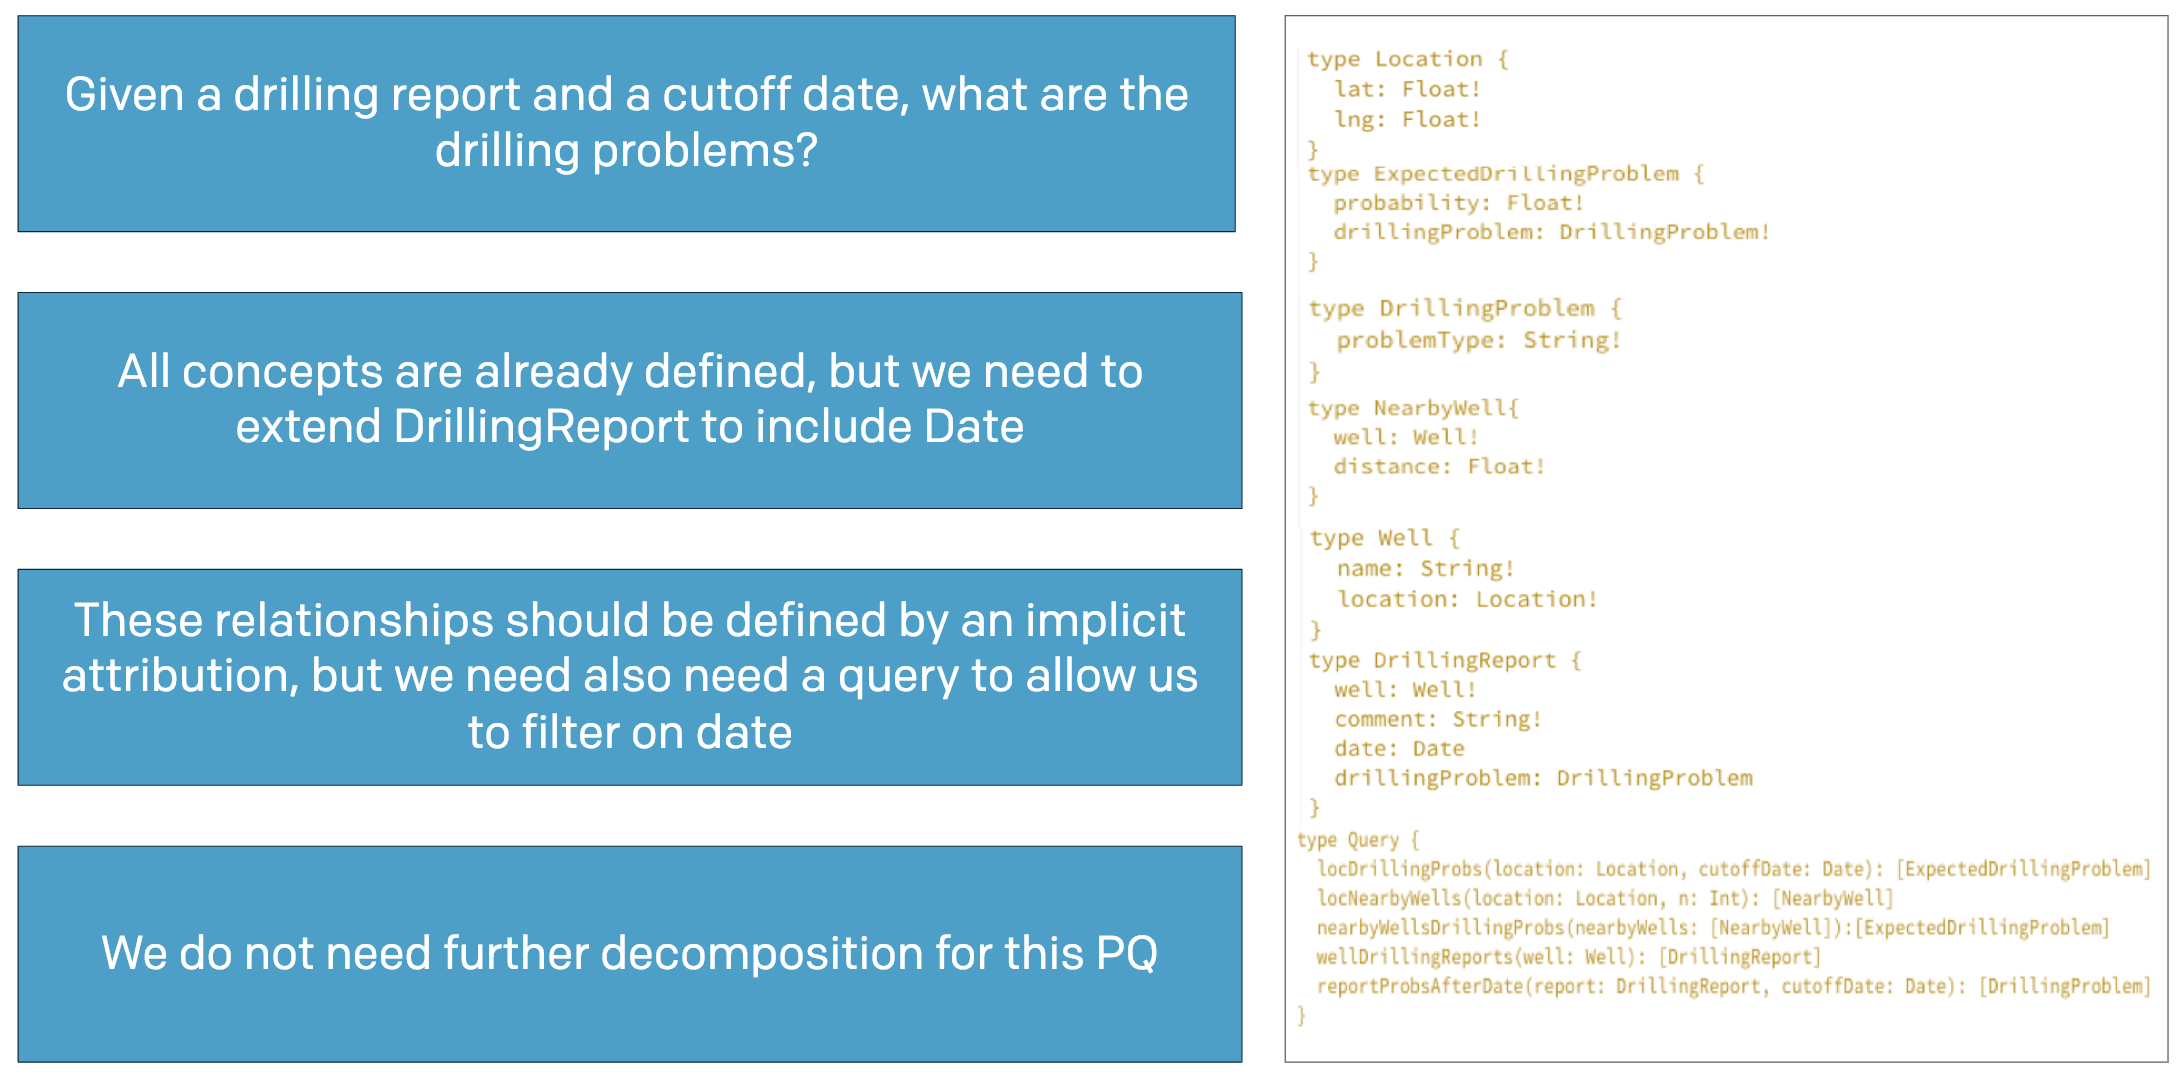 Given a drilling report and a cutoff date, what are the
drilling problems?
All concepts are already defined, but we need to
extend DrillingReport to include Date
These relationships should be defined by an implicit
attribution, but we need also need a query to allow us
to filter on date
We do not need further decomposition for this PQ
type Location {
lat: Float!
lng: Float!
}
type ExpectedDrillingProblem {
probability: Float!
drillingProblem: DrillingProblem!
}
type DrillingProblem {
problemType: String!
}
type NearbyWell{
well: Well!
distance: Float!
}
type Well {
name: String!
location: Location!
}
type DrillingReport {
well: Well!
comment: String!
date: Date
drillingProblem: DrillingProblem
}
type Query {
locDrillingProbs(location: Location, cutoffDate: Date): [ExpectedDrillingProblem]
locNearbyWells(location: Location, n: Int): [NearbyWell]
nearbyWellsDrillingProbs(nearbyWells: [NearbyWell]):[ExpectedDrillingProblem]
wellDrillingReports(well: Well): [DrillingReport]
reportProbsAfterDate(report: DrillingReport, cutoffDate: Date): [DrillingProblem]
}